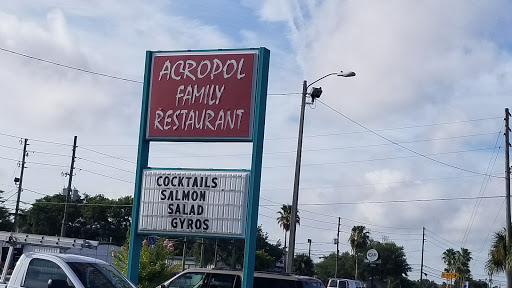 ACROPOL
FAMILY
RESTAURANT
COCKTAILS
SALMON
SALAD
GYROS